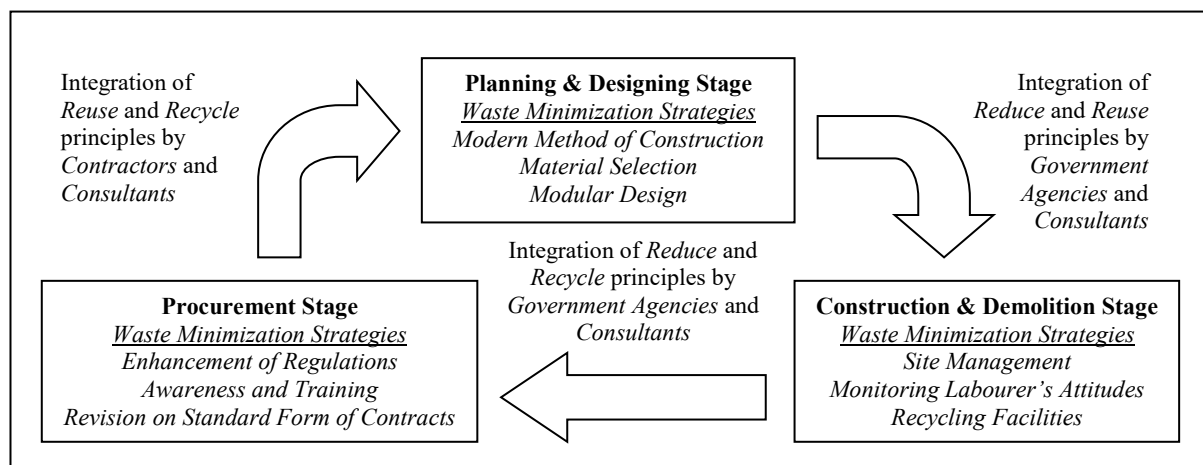 Integration of
Reuse and Recycle
principles by
Contractors and
Consultants
Planning & Designing Stage
Waste Minimization Strategies
Modern Method of Construction
Material Selection
Modular Design
Integration of
Reduce and Reuse
principles by
Government
Agencies and
Consultants
Integration of Reduce and
Recycle principles by
Government Agencies and
Consultants
Procurement Stage
Waste Minimization Strategies
Enhancement of Regulations
Awareness and Training
Revision on Standard Form of Contracts
Construction & Demolition Stage
Waste Minimization Strategies
Site Management
Monitoring Labourer's Attitudes
Recycling Facilities